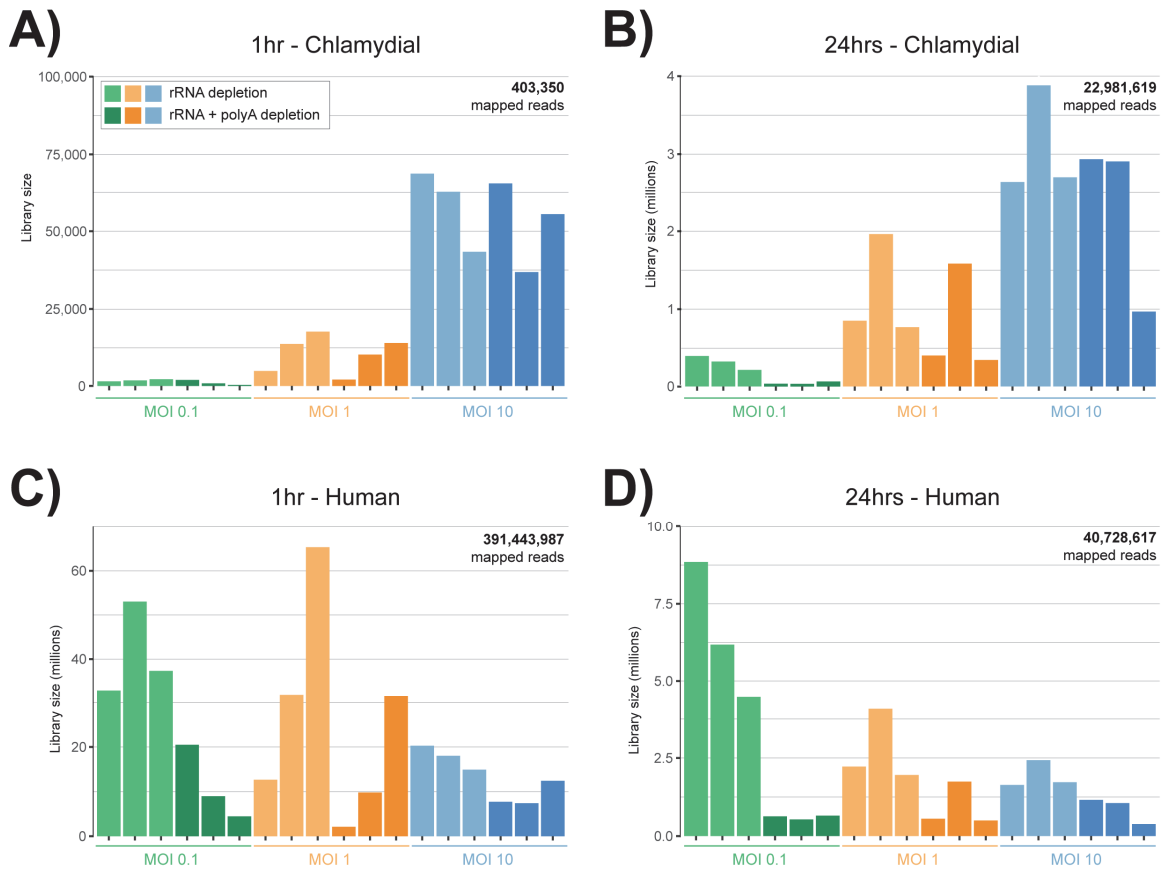 A)
1hr - Chlamydial
100,000
75,000
50,000
25,000
0
Library size
rRNA depletion
rRNA + polyA depletion
403,350
mapped reads
MOI 0.1
MOI 1
MOI 10
B)
24hrs - Chlamydial
4
3
2
1
0
Library size (millions)
22,981,619
mapped reads
MOI 0.1
MOI 1
MOI 10
C)
1hr - Human
60
40
20
0
Library size (millions)
391,443,987
mapped reads
MOI 0.1
MOI 1
MOI 10
D)
24hrs - Human
10.0
7.5
5.0
2.5
0.0
Library size (millions)
40,728,617
mapped reads
MOI 0.1
MOI 1
MOI 10